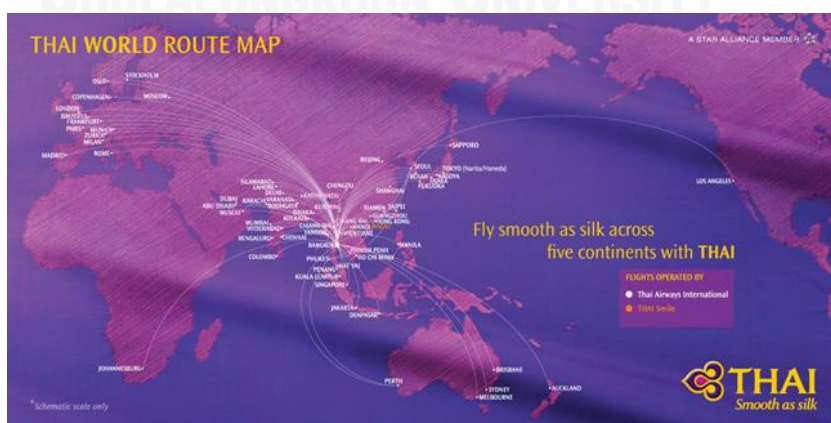 THAI WORLD ROUTE MAP
A STAR ALLIANCE MEMBER
OSLO
STOCKHOLM
COPENHAGEN
MOSCOW
LONDON
BRUSSELS
FRANKFURT
PARIS
MUNICH
ZURICH
MILAN
MADRID
ROME
SAPPORO
BEIJING
SEOUL
TOKYO (Narita/Haneda)
BUSAN
NAGOYA
OSAKA
FUKUOKA
SHANGHAI
LOS ANGELES
ISLAMABAD
LAHORE
DELHI
KATHMANDU
CHENGDU
DUBAI
KARACHI
VARANASI
ABU DHABI
BODHGAYA
KUNMING
XIAMEN
TAIPEI
MUSCAT
DHAKA
GUANGZHOU
KOLKATA
HONG KONG
MUMBAI
CHIANG RAI
HANOI
MACAU
HYDERABAD
YANGON
VIENTIANE
BENGALURU
CHENNAI
BANGKOK
MANILA
PHNOM PENH
COLOMBO
PHUKET
HO CHI MINH
HAT YAI
PENANG
KUALA LUMPUR
SINGAPORE
JAKARTA
DENPASAR
Fly smooth as silk across
five continents with THAI
FLIGHTS OPERATED BY
Thai Airways International
THAI Smile
JOHANNESBURG
PERTH
BRISBANE
SYDNEY
MELBOURNE
AUCKLAND
*Schematic scale only
THAI
Smooth as silk